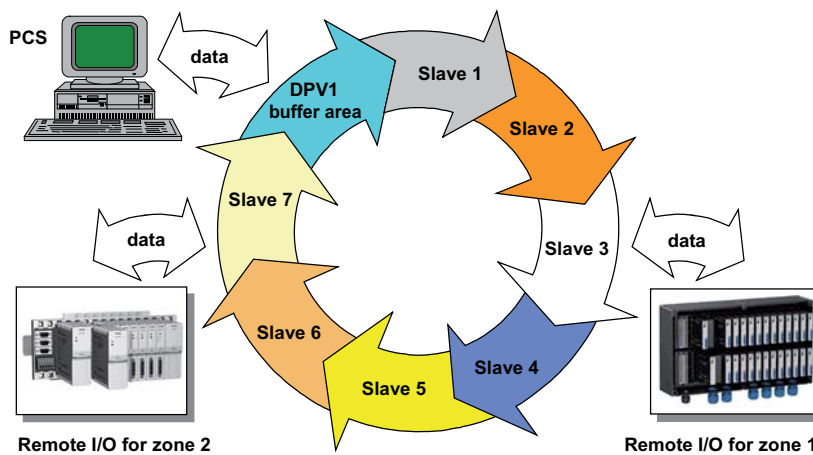 PCS
data
DPV1
buffer area
Slave 1
Slave 2
Slave 3
Slave 4
Slave 5
Slave 6
Slave 7
data
data
Remote I/O for zone 2
Remote I/O for zone 1